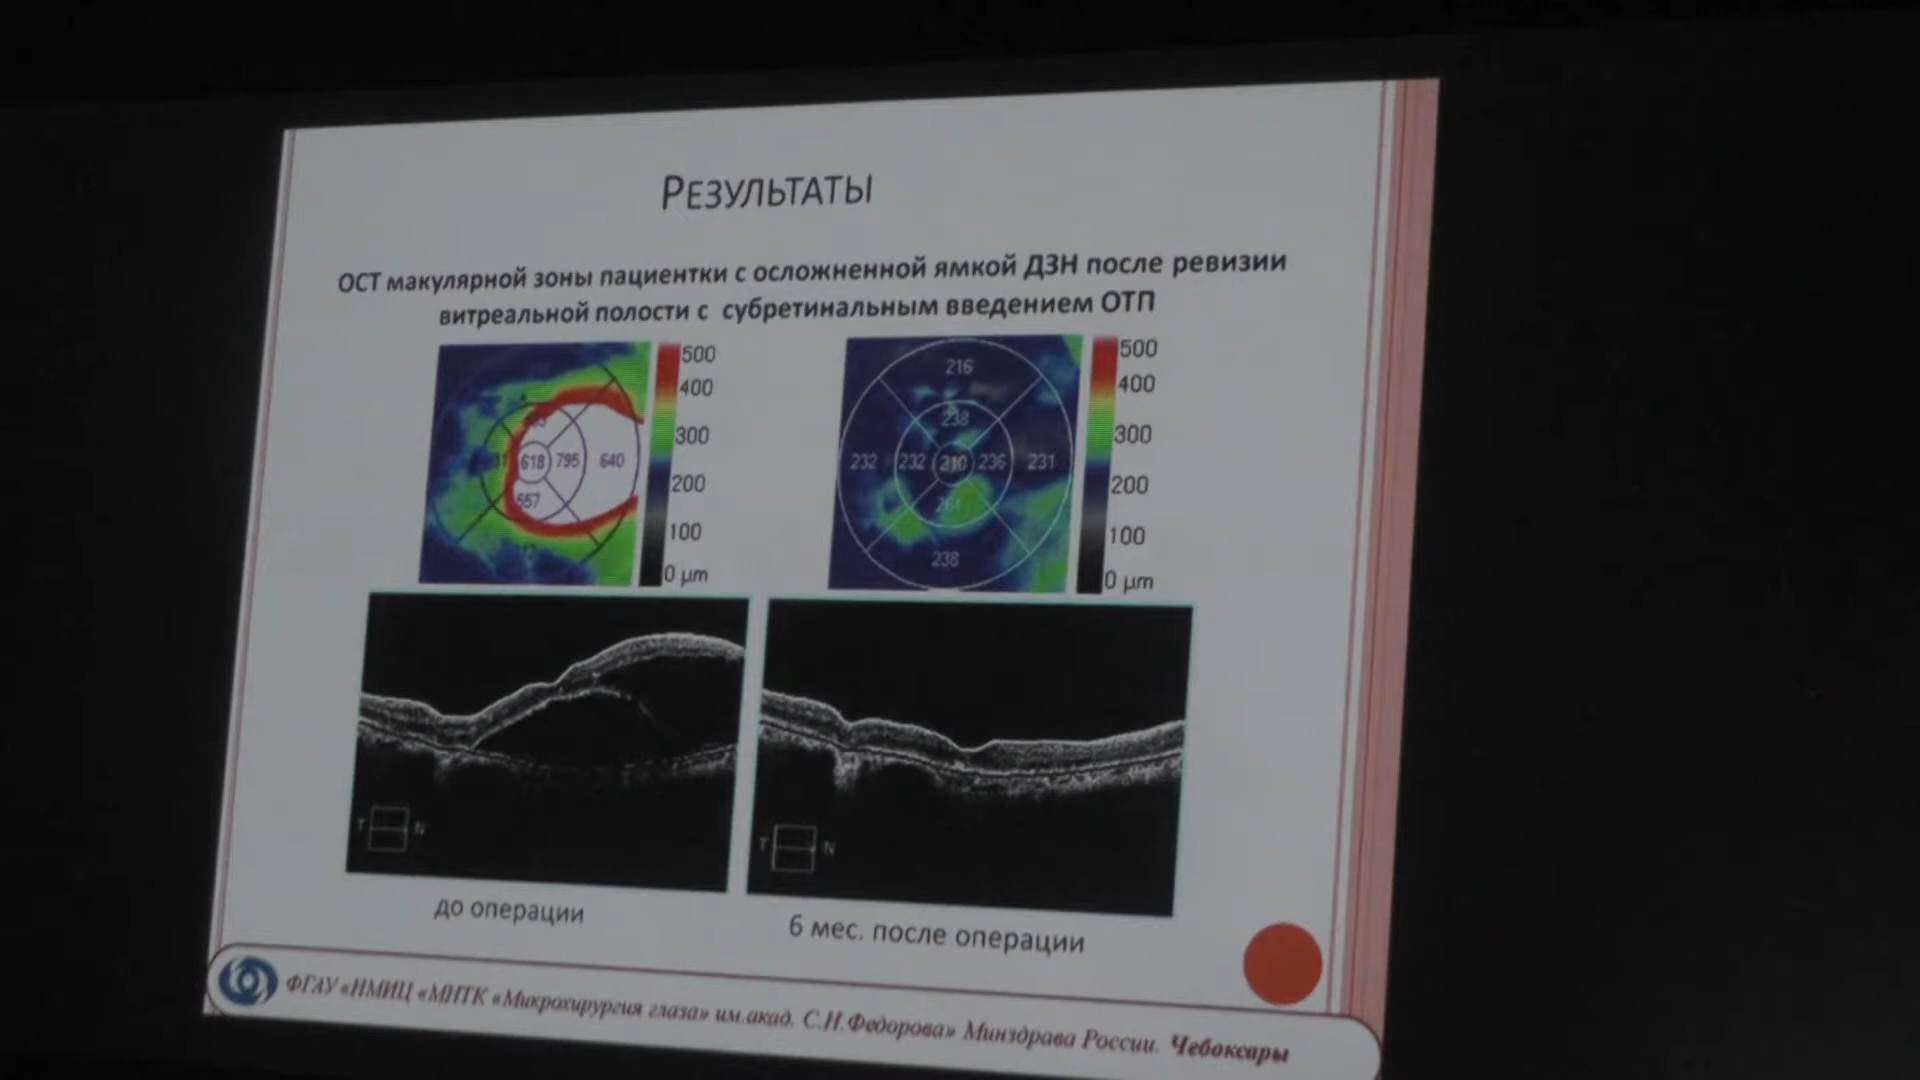 Результаты
ОСТ макулярной зоны пациентки с осложненной ямкой ДЗН после ревизии
витреальной полости с субретинальным введением ОТП
500
400
300
200
100
0 µm
618 795 640
557
500
400
300
200
100
0 µm
216
238
232 232 210 236 231
264
238
T N
T N
до операции
6 мес. после операции
ФГАУ «НМИЦ «МНТК «Микрохирургия глаза» им.акад. С.Н.Федорова» Минздрава России. Чебоксары